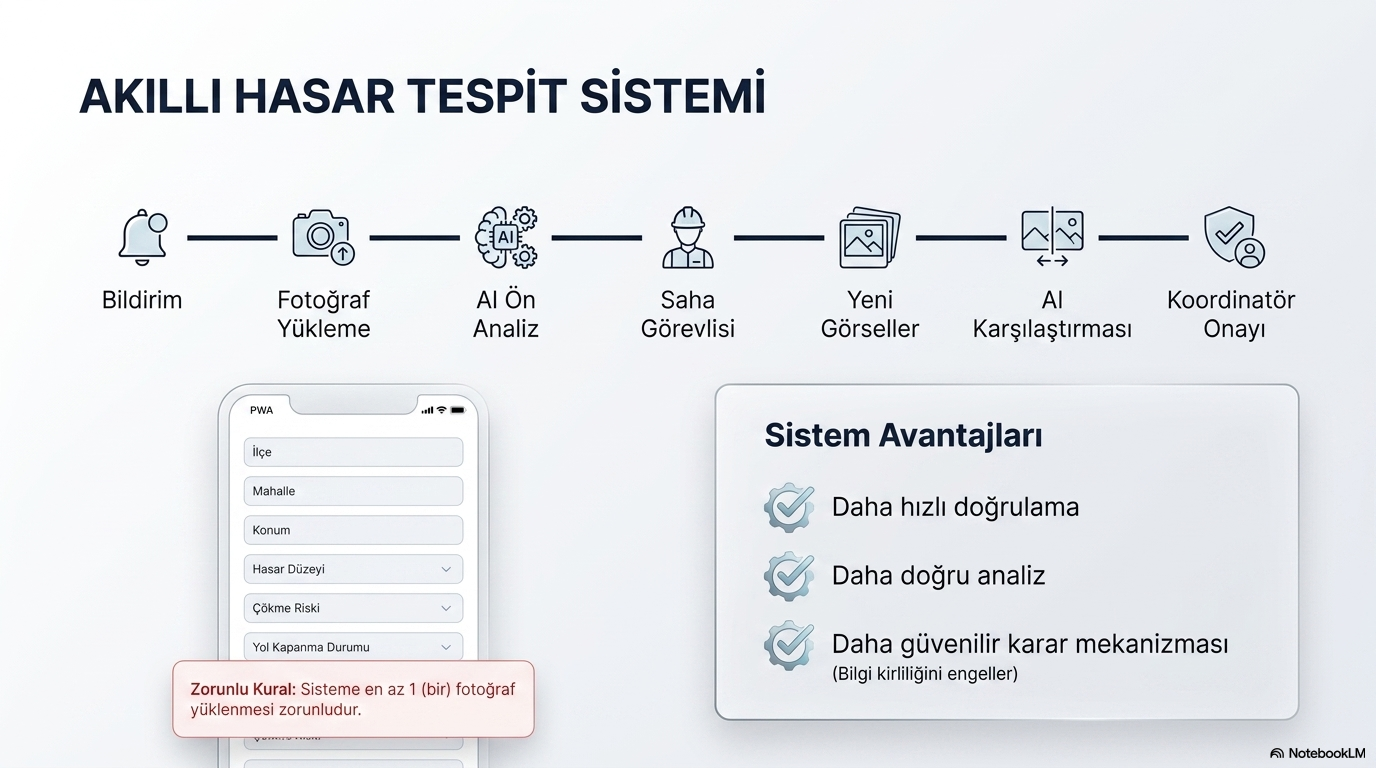 AKILLI HASAR TESPİT SİSTEMİ
AI
Bildirim
Fotoğraf
Yükleme
AI Ön
Analiz
Saha
Görevlisi
Yeni
Görseller
AI
Karşılaştırması
Koordinatör
Onayı
PWA
İlçe
Mahalle
Konum
Hasar Düzeyi
Çökme Riski
Yol Kapanma Durumu
Zorunlu Kural: Sisteme en az 1 (bir) fotoğraf
yüklenmesi zorunludur.
Sistem Avantajları
Daha hızlı doğrulama
Daha doğru analiz
Daha güvenilir karar mekanizması
(Bilgi kirliliğini engeller)
NotebookLM